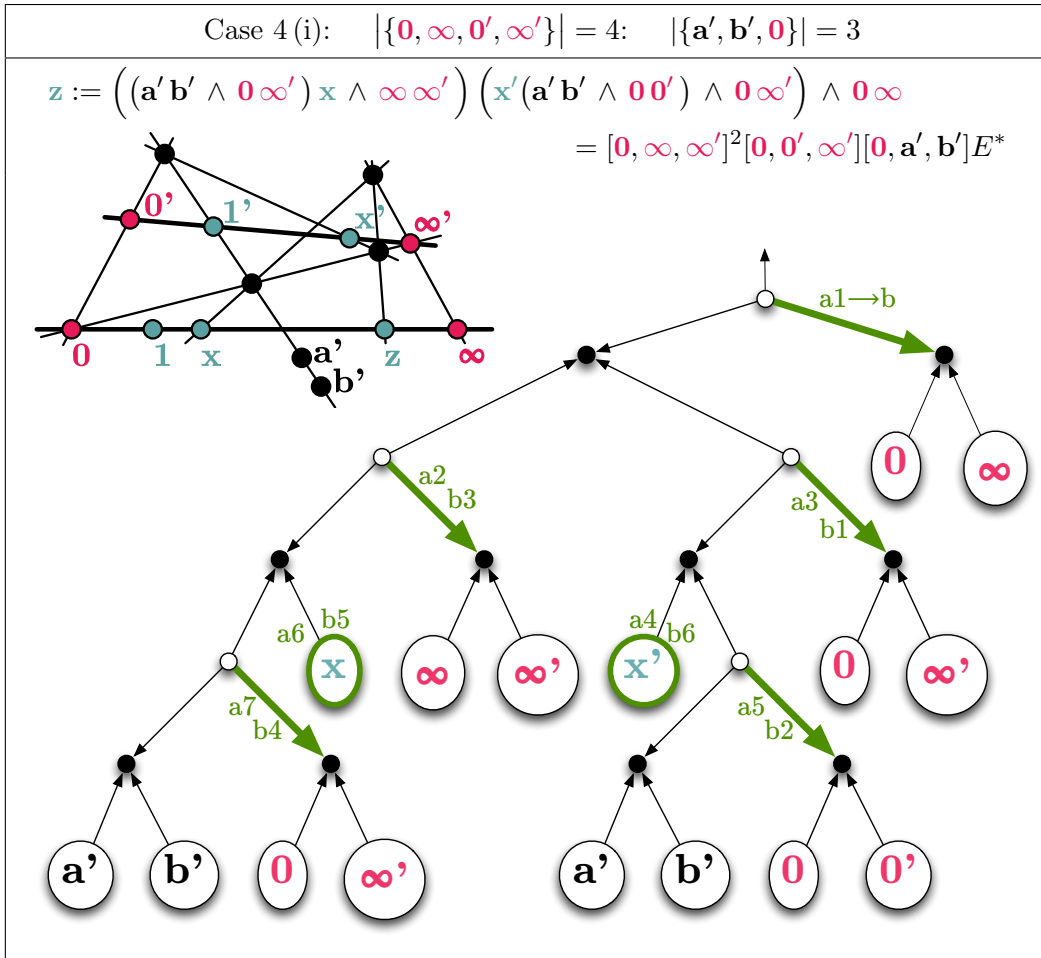 Case 4 (i): |{0, ∞, 0′, ∞′}| = 4: |{a′, b′, 0}| = 3
z := ((a′ b′ ∧ 0 ∞′) x ∧ ∞ ∞′) (x′(a′ b′ ∧ 0 0′) ∧ 0 ∞′) ∧ 0 ∞
= [0, ∞, ∞′]²[0, 0′, ∞′][0, a′, b′]E*
0' 1' x' ∞'
0 1 x z ∞
a'
b'
a1→b
0 ∞
a2 a3
b3 b1
a6 b5 a4 b6
x ∞ ∞' x' 0 ∞'
a7 a5
b4 b2
a' b' 0 ∞' a' b' 0 0'